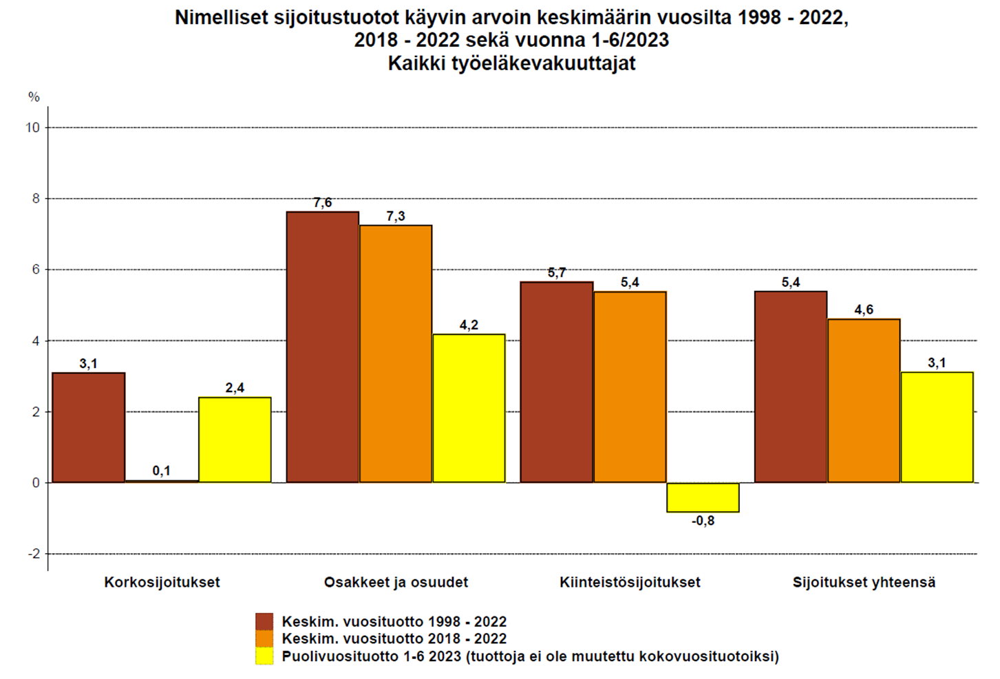 Nimelliset sijoitustuotot käyvin arvoin keskimäärin vuosilta 1998 - 2022,
2018 - 2022 sekä vuonna 1-6/2023
Kaikki työeläkevakuuttajat
%
10
8
6
4
2
0
-2
3,1
0,1
2,4
7,6
7,3
4,2
5,7
5,4
-0,8
5,4
4,6
3,1
Korkosijoitukset
Osakkeet ja osuudet
Kiinteistösijoitukset
Sijoitukset yhteensä
Keskim. vuosituotto 1998 - 2022
Keskim. vuosituotto 2018 - 2022
Puolivuosituotto 1-6 2023 (tuottoja ei ole muutettu kokovuosituotoiksi)